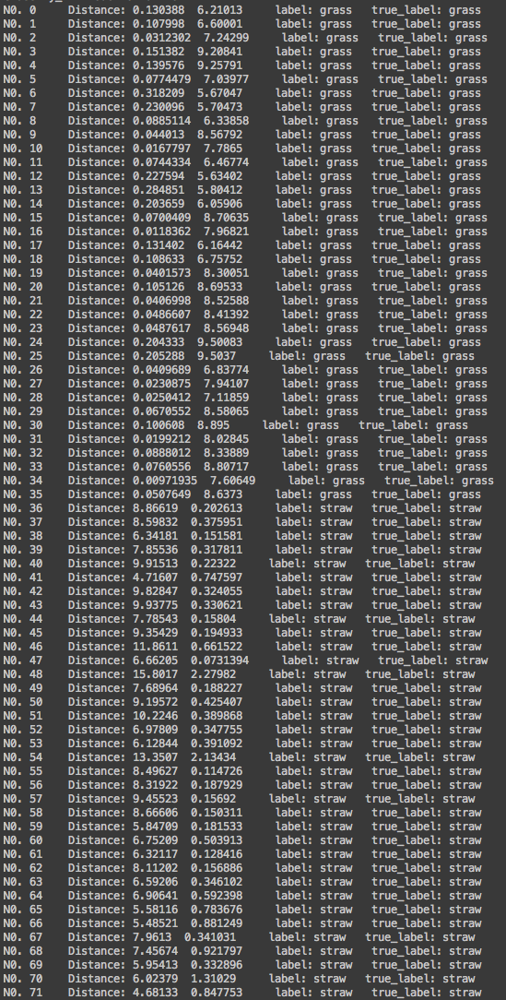 N0. 0 Distance: 0.130388 6.21013 label: grass true_label: grass
N0. 1 Distance: 0.107998 6.60001 label: grass true_label: grass
N0. 2 Distance: 0.0312302 7.24299 label: grass true_label: grass
N0. 3 Distance: 0.151382 9.20841 label: grass true_label: grass
N0. 4 Distance: 0.139576 9.25791 label: grass true_label: grass
N0. 5 Distance: 0.0774479 7.03977 label: grass true_label: grass
N0. 6 Distance: 0.318209 5.67047 label: grass true_label: grass
N0. 7 Distance: 0.230096 5.70473 label: grass true_label: grass
N0. 8 Distance: 0.0885114 6.33858 label: grass true_label: grass
N0. 9 Distance: 0.044013 8.56792 label: grass true_label: grass
N0. 10 Distance: 0.0167797 7.7865 label: grass true_label: grass
N0. 11 Distance: 0.0744334 6.46774 label: grass true_label: grass
N0. 12 Distance: 0.227594 5.63402 label: grass true_label: grass
N0. 13 Distance: 0.284851 5.80412 label: grass true_label: grass
N0. 14 Distance: 0.203659 6.05906 label: grass true_label: grass
N0. 15 Distance: 0.0700409 8.70635 label: grass true_label: grass
N0. 16 Distance: 0.0118362 7.96821 label: grass true_label: grass
N0. 17 Distance: 0.131402 6.16442 label: grass true_label: grass
N0. 18 Distance: 0.108633 6.75752 label: grass true_label: grass
N0. 19 Distance: 0.0401573 8.30051 label: grass true_label: grass
N0. 20 Distance: 0.105126 8.69533 label: grass true_label: grass
N0. 21 Distance: 0.0406998 8.52588 label: grass true_label: grass
N0. 22 Distance: 0.0486607 8.41392 label: grass true_label: grass
N0. 23 Distance: 0.0487617 8.56948 label: grass true_label: grass
N0. 24 Distance: 0.204333 9.50083 label: grass true_label: grass
N0. 25 Distance: 0.205288 9.5037 label: grass true_label: grass
N0. 26 Distance: 0.0409689 6.83774 label: grass true_label: grass
N0. 27 Distance: 0.0230875 7.94107 label: grass true_label: grass
N0. 28 Distance: 0.0250412 7.11859 label: grass true_label: grass
N0. 29 Distance: 0.0670552 8.58065 label: grass true_label: grass
N0. 30 Distance: 0.100608 8.895 label: grass true_label: grass
N0. 31 Distance: 0.0199212 8.02845 label: grass true_label: grass
N0. 32 Distance: 0.0888012 8.33889 label: grass true_label: grass
N0. 33 Distance: 0.0760556 8.80717 label: grass true_label: grass
N0. 34 Distance: 0.00971935 7.60649 label: grass true_label: grass
N0. 35 Distance: 0.0507649 8.6373 label: grass true_label: grass
N0. 36 Distance: 8.86619 0.202613 label: straw true_label: straw
N0. 37 Distance: 8.59832 0.375951 label: straw true_label: straw
N0. 38 Distance: 6.34181 0.151581 label: straw true_label: straw
N0. 39 Distance: 7.85536 0.317811 label: straw true_label: straw
N0. 40 Distance: 9.91513 0.22322 label: straw true_label: straw
N0. 41 Distance: 4.71607 0.747597 label: straw true_label: straw
N0. 42 Distance: 9.82847 0.324055 label: straw true_label: straw
N0. 43 Distance: 9.93775 0.330621 label: straw true_label: straw
N0. 44 Distance: 7.78543 0.15804 label: straw true_label: straw
N0. 45 Distance: 9.35429 0.194933 label: straw true_label: straw
N0. 46 Distance: 11.8611 0.661522 label: straw true_label: straw
N0. 47 Distance: 6.66205 0.0731394 label: straw true_label: straw
N0. 48 Distance: 15.8017 2.27982 label: straw true_label: straw
N0. 49 Distance: 7.68964 0.188227 label: straw true_label: straw
N0. 50 Distance: 9.19572 0.425407 label: straw true_label: straw
N0. 51 Distance: 10.2246 0.389868 label: straw true_label: straw
N0. 52 Distance: 6.97809 0.347755 label: straw true_label: straw
N0. 53 Distance: 6.12844 0.391092 label: straw true_label: straw
N0. 54 Distance: 13.3507 2.13434 label: straw true_label: straw
N0. 55 Distance: 8.49627 0.114726 label: straw true_label: straw
N0. 56 Distance: 8.31922 0.187929 label: straw true_label: straw
N0. 57 Distance: 9.45523 0.15692 label: straw true_label: straw
N0. 58 Distance: 8.66606 0.150311 label: straw true_label: straw
N0. 59 Distance: 5.84709 0.181533 label: straw true_label: straw
N0. 60 Distance: 6.75209 0.503913 label: straw true_label: straw
N0. 61 Distance: 6.32117 0.128416 label: straw true_label: straw
N0. 62 Distance: 8.11202 0.156886 label: straw true_label: straw
N0. 63 Distance: 6.59206 0.346102 label: straw true_label: straw
N0. 64 Distance: 6.90641 0.592398 label: straw true_label: straw
N0. 65 Distance: 5.58116 0.783676 label: straw true_label: straw
N0. 66 Distance: 5.48521 0.881249 label: straw true_label: straw
N0. 67 Distance: 7.9613 0.341031 label: straw true_label: straw
N0. 68 Distance: 7.45674 0.921797 label: straw true_label: straw
N0. 69 Distance: 5.95413 0.332896 label: straw true_label: straw
N0. 70 Distance: 6.02379 1.31029 label: straw true_label: straw
N0. 71 Distance: 4.68133 0.847753 label: straw true_label: straw